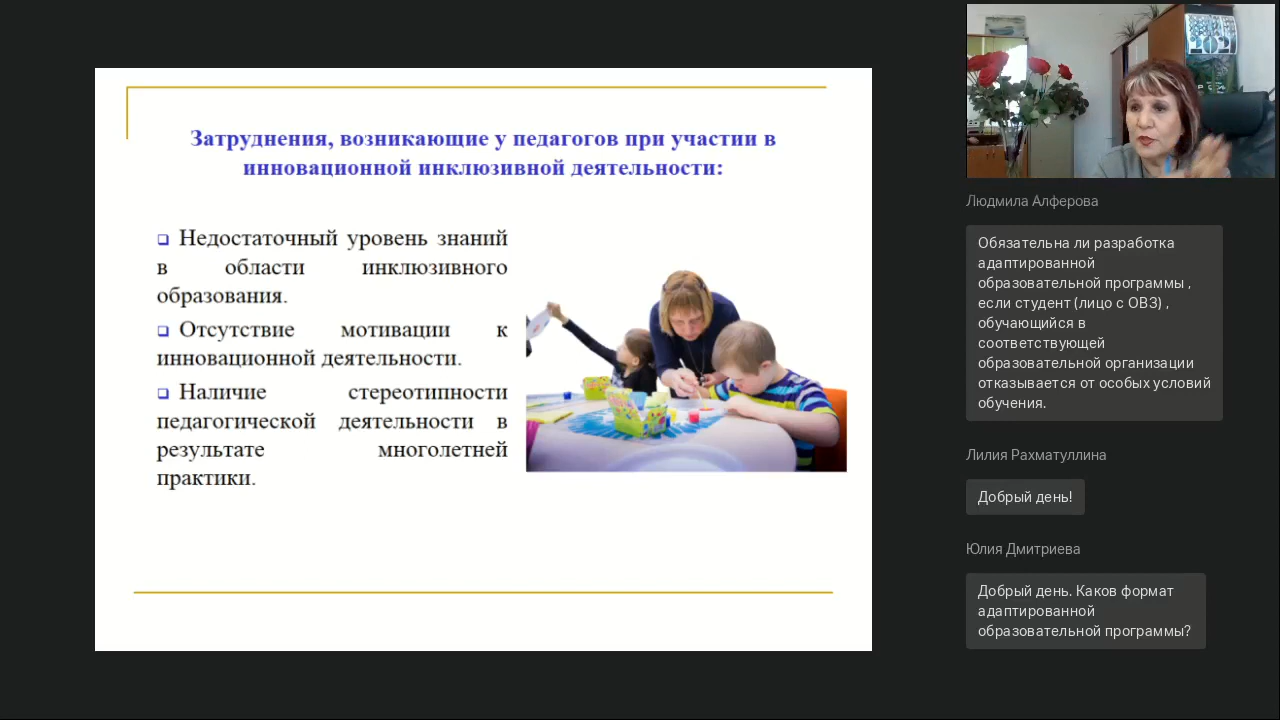 Затруднения, возникающие у педагогов при участии в
инновационной инклюзивной деятельности:
Недостаточный уровень знаний
в области инклюзивного
образования.
Отсутствие мотивации к
инновационной деятельности.
Наличие стереотипности
педагогической деятельности в
результате многолетней
практики.
202
Людмила Алферова
Обязательна ли разработка
адаптированной
образовательной программы ,
если студент (лицо с ОВЗ) ,
обучающийся в
соответствующей
образовательной организации
отказывается от особых условий
обучения.
Лилия Рахматуллина
Добрый день!
Юлия Дмитриева
Добрый день. Каков формат
адаптированной
образовательной программы?